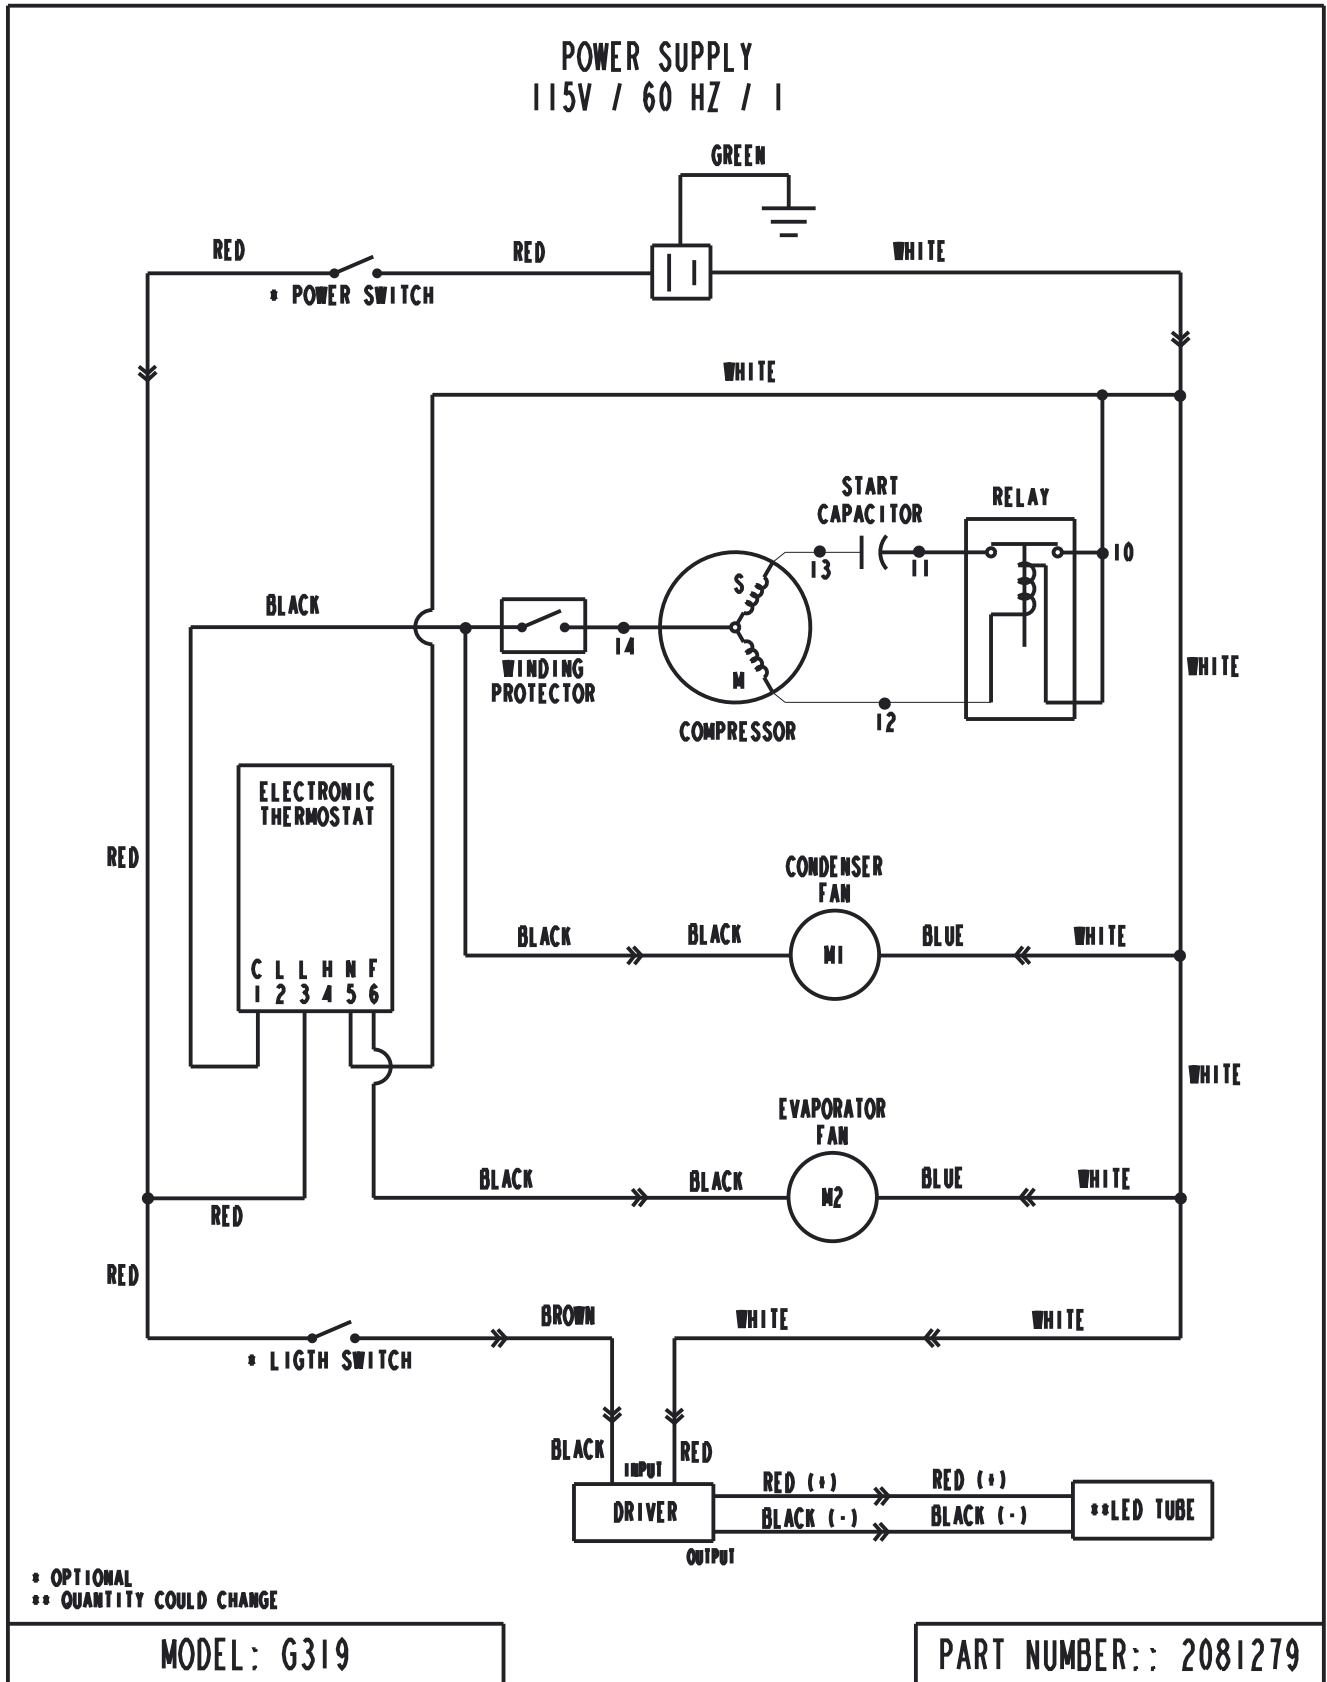 POWER SUPPLY
115V / 60 HZ / 1
GREEN
RED
RED
WHITE
* POWER SWITCH
WHITE
START
CAPACITOR
RELAY
13
11
10
S
BLACK
14
WINDING
PROTECTOR
M
WHITE
12
COMPRESSOR
ELECTRONIC
THERMOSTAT
RED
CONDENSER
FAN
BLACK
BLACK
M1
BLUE
WHITE
C L L H N F
1 2 3 4 5 6
WHITE
EVAPORATOR
FAN
BLACK
BLACK
M2
BLUE
WHITE
RED
RED
BROWN
WHITE
WHITE
* LIGTH SWITCH
BLACK
RED
INPUT
DRIVER
RED (+)
RED (+)
BLACK (-)
BLACK (-)
**LED TUBE
OUTPUT
* OPTIONAL
** QUANTITY COULD CHANGE
MODEL: G319
PART NUMBER:: 2081279